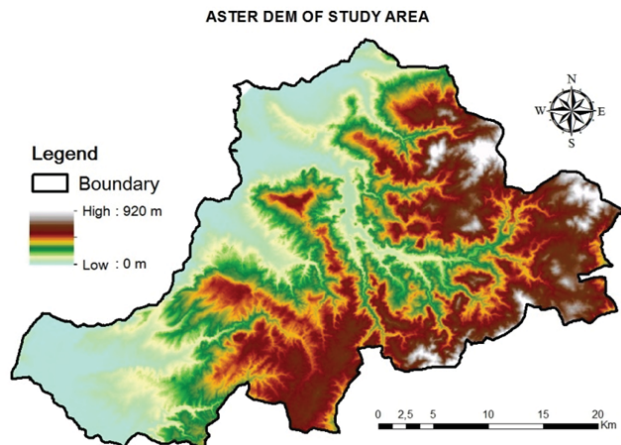 ASTER DEM OF STUDY AREA
N
W E
S
Legend
Boundary
High : 920 m
Low : 0 m
0 2,5 5 10 15 20
Km